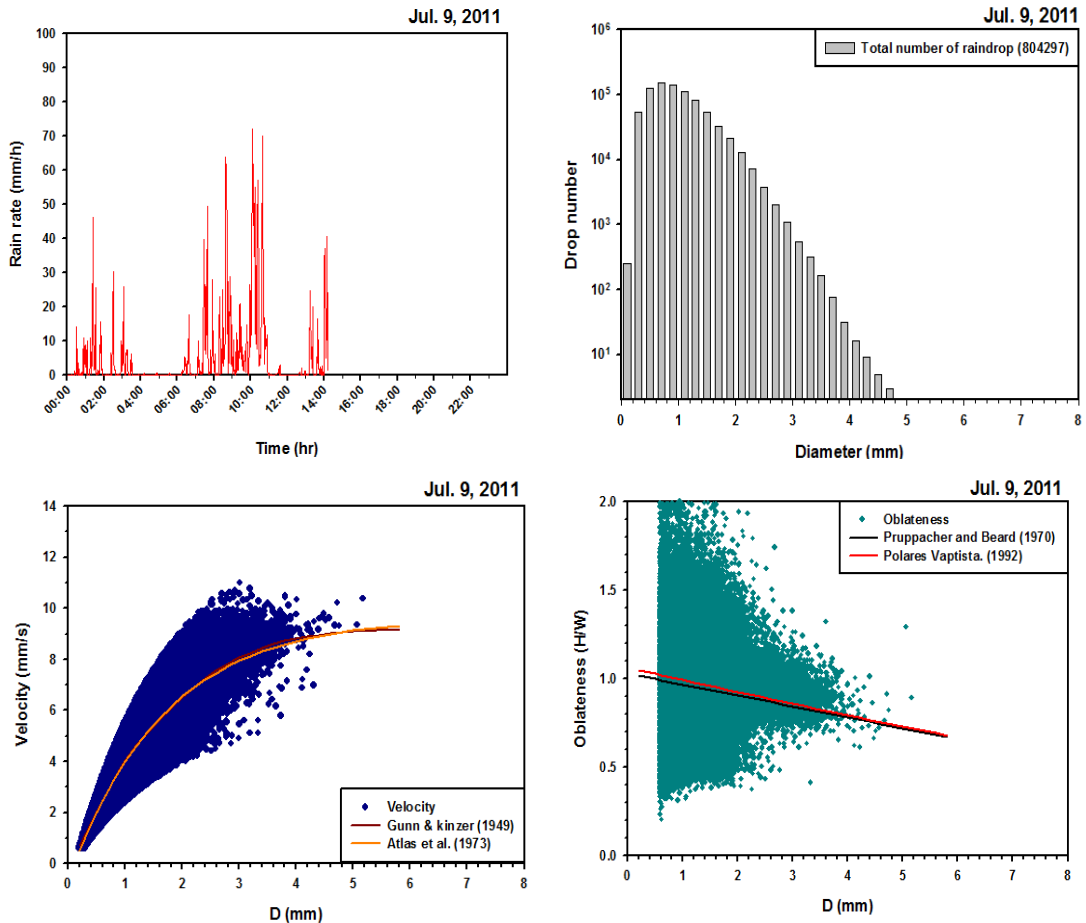 Jul. 9, 2011
100
90
80
70
60
50
40
30
20
10
0
Rain rate (mm/h)
00:00
02:00
04:00
06:00
08:00
10:00
12:00
14:00
16:00
18:00
20:00
22:00
Time (hr)
Jul. 9, 2011
Total number of raindrop (804297)
10⁶
10⁵
10⁴
10³
10²
10¹
Drop number
0 1 2 3 4 5 6 7 8
Diameter (mm)
Jul. 9, 2011
14
12
10
8
6
4
2
0
Velocity (mm/s)
Velocity
Gunn & kinzer (1949)
Atlas et al. (1973)
0 1 2 3 4 5 6 7 8
D (mm)
Jul. 9, 2011
2.0
1.5
1.0
0.5
0.0
Oblateness (H/W)
Oblateness
Pruppacher and Beard (1970)
Polares Vaptista. (1992)
0 1 2 3 4 5 6 7 8
D (mm)